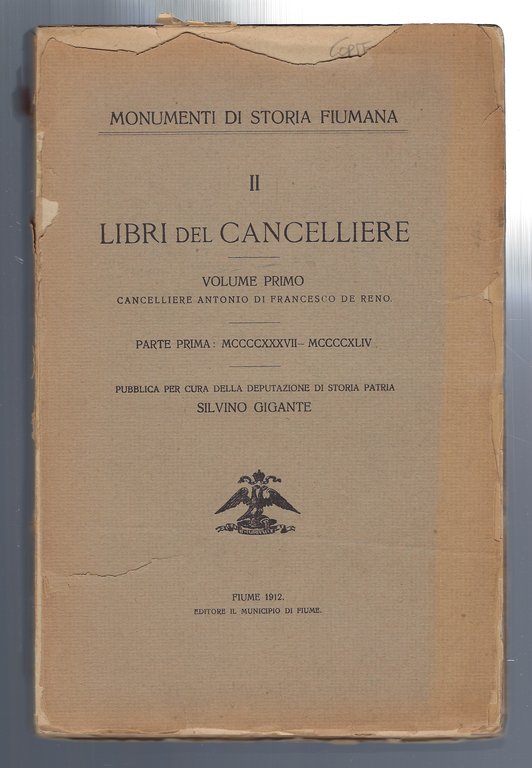 COPIE
MONUMENTI DI STORIA FIUMANA
II
LIBRI DEL CANCELLIERE
VOLUME PRIMO
CANCELLIERE ANTONIO DI FRANCESCO DE RENO.
PARTE PRIMA: MCCCCXXXVII– MCCCCXLIV
PUBBLICA PER CURA DELLA DEPUTAZIONE DI STORIA PATRIA
SILVINO GIGANTE
FIUME 1912.
EDITORE IL MUNICIPIO DI FIUME.